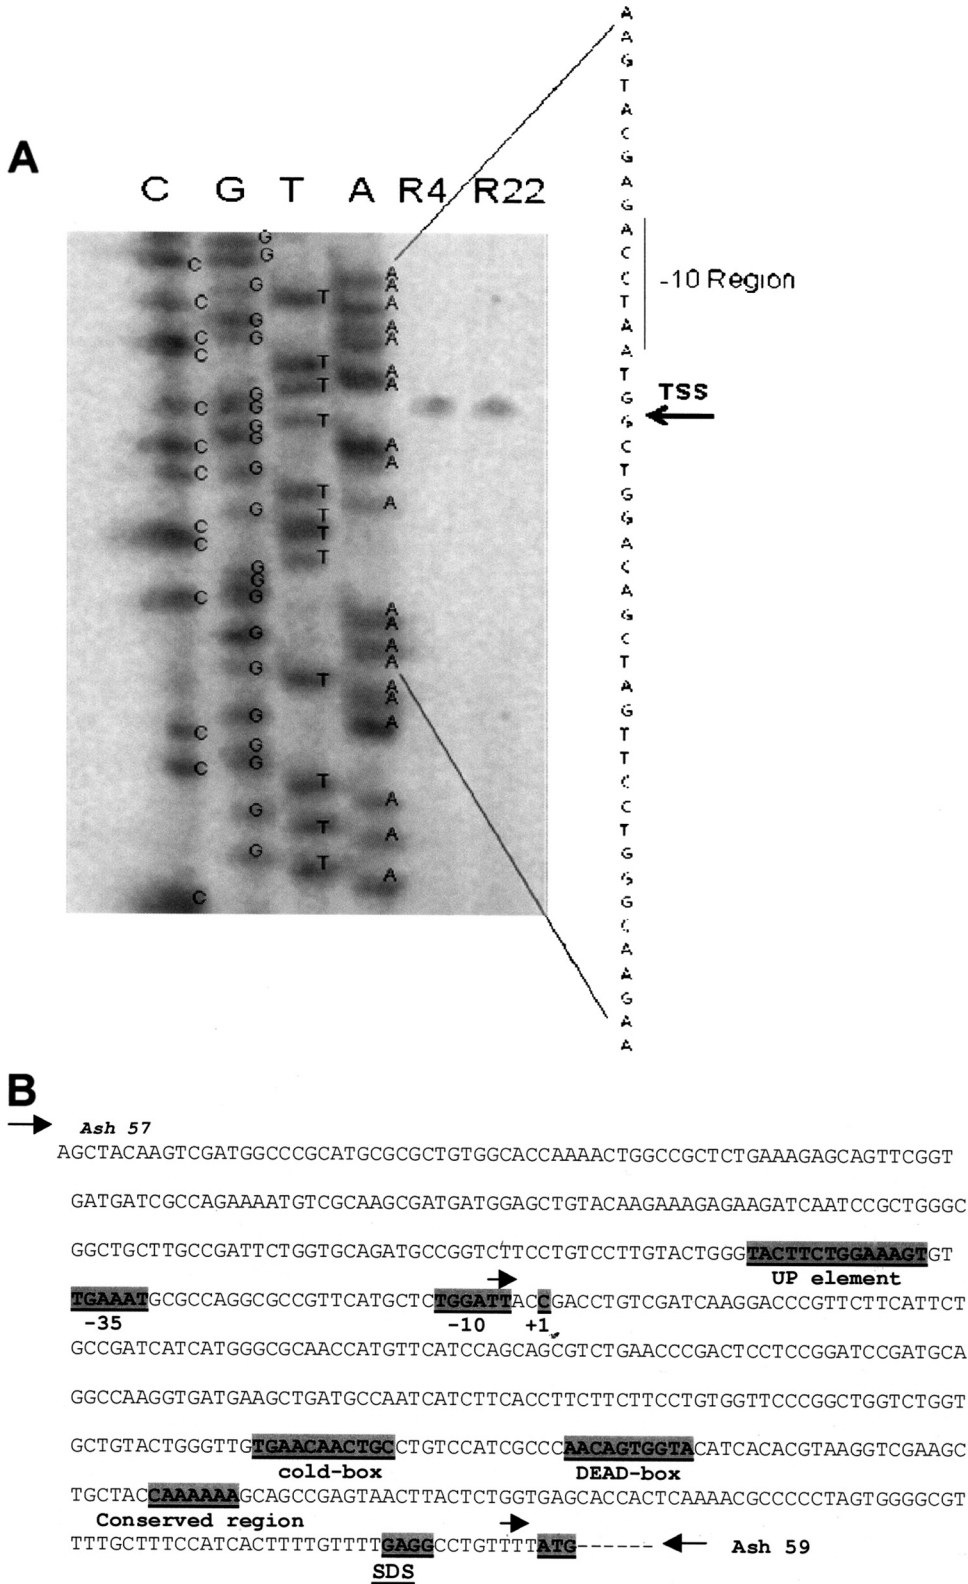 A
C G T A R4 R22
C C C C C C C C C C C C C
G G G G G G G G G G G G G G G G G G G G
T T T T T T T T T T T T
A A A A A A A A A A A A A A A A A A A A
A A G T A C G A G A C C T A A T G G C T G G A C A G C T A G T T C C T G G G C A A G A A
-10 Region
TSS
B
Ash 57
AGCTACAAGTCGATGGCCCGCATGCGCGCTGTGGCACCAAAACTGGCCGCTCTGAAAGAGCAGTTCGGT
GATGATCGCCAGAAAATGTCGCAAGCGATGATGGAGCTGTACAAGAAAGAGAAGATCAATCCGCTGGGC
GGCTGCTTGCCGATTCTGGTGCAGATGCCGGTCTTCCTGTCCTTGTACTGGGTACTTCTGGAAAGTGT
UP element
TGAAATGCGCCAGGCGCCGTTCATGCTCTGGATTACCGACCTGTCGATCAAGGACCCGTTCTTCATTCT
-35 -10 +1
GCCGATCATCATGGGCGCAACCATGTTCATCCAGCAGCGTCTGAACCCGACTCCTCCGGATCCGATGCA
GGCCAAGGTGATGAAGCTGATGCCAATCATCTTCACCTTCTTCTTCCTGTGGTTCCCGGCTGGTCTGGT
GCTGTACTGGGTTGTGAACAACTGCCTGTCCATCGCCCAACAGTGGTACATCACACGTAAGGTCGAAGC
cold-box DEAD-box
TGCTACCAAAAAAGCAGCCGAGTAACTTACTCTGGTGAGCACCACTCAAAACGCCCCCTAGTGGGGCGT
Conserved region
TTTGCTTTCCATCACTTTTGTTTTGAGGCCTGTTTTATG------ Ash 59
SDS